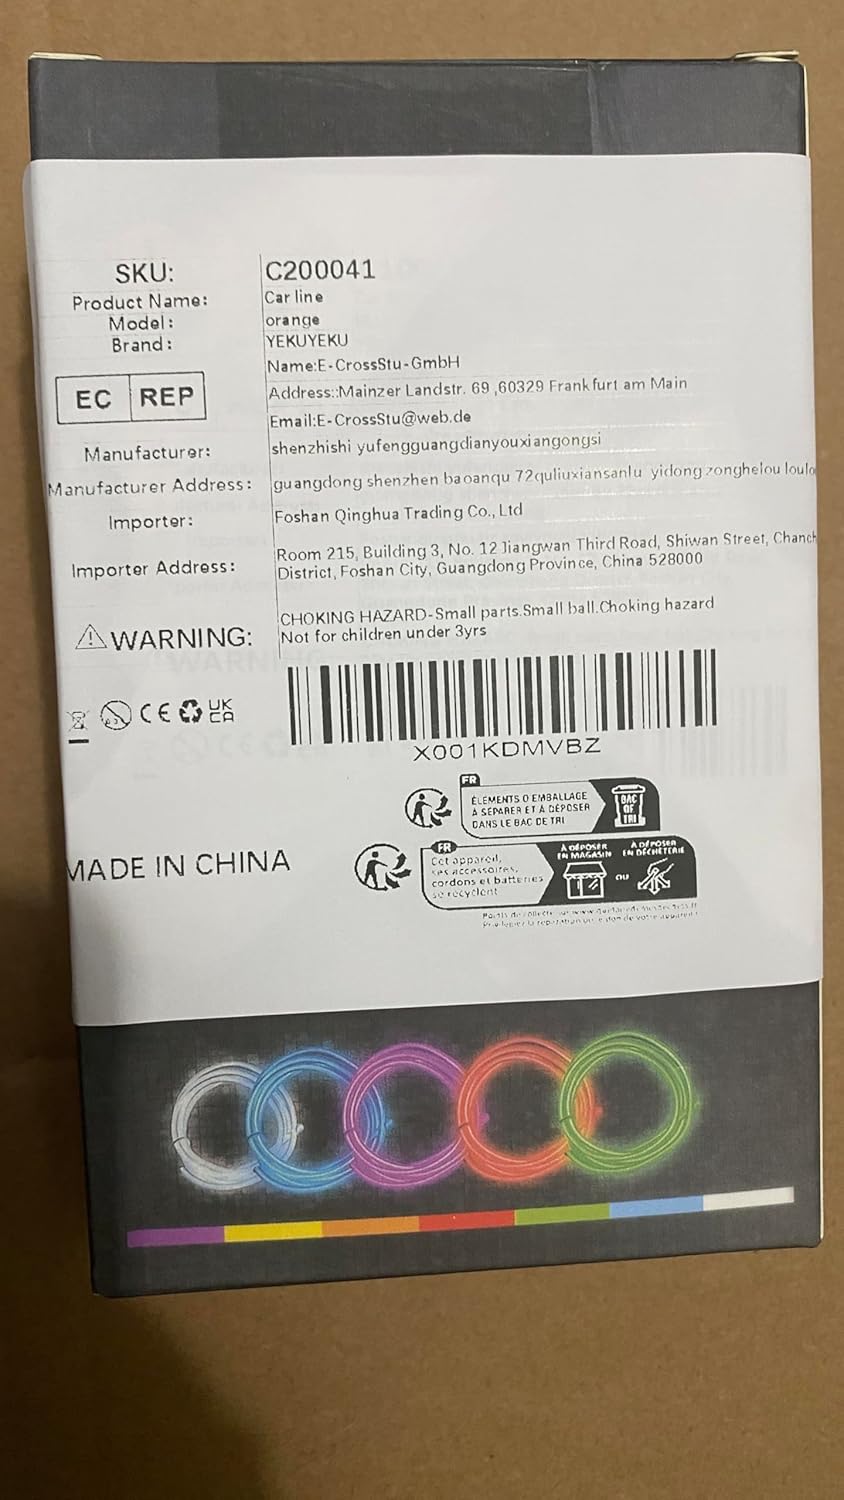 SKU: C200041
Product Name: Car line
Model: orange
Brand: YEKUYEKU
EC REP
Name:E-CrossStu-GmbH
Address::Mainzer Landstr. 69 ,60329 Frankfurt am Main
Email:E-CrossStu@web.de
Manufacturer: shenzhishi yufengguangdianyouxiangongsi
Manufacturer Address: guangdong shenzhen baoanqu 72quliuxiansanlu yidongzonghelou
Importer: Foshan Qinghua Trading Co., Ltd
Importer Address: Room 215, Building 3, No. 12 Jiangwan Third Road, Shiwan Street,
District, Foshan City, Guangdong Province, China 528000
WARNING: CHOKING HAZARD-Small parts.Small ball.Choking hazard
Not for children under 3yrs
CE UK CA
X001KDMVBZ
FR
ÉLÉMENTS D EMBALLAGE
À SÉPARER ET À DÉPOSER
DANS LE BAC DE TRI
BAC
DE
TRI
MADE IN CHINA
FR
Cet appareil,
ses accessoires,
cordons et batteries
se recyclent
À DÉPOSER
EN MAGASIN
OU
À DÉPOSER
EN DÉCHÈTERIE